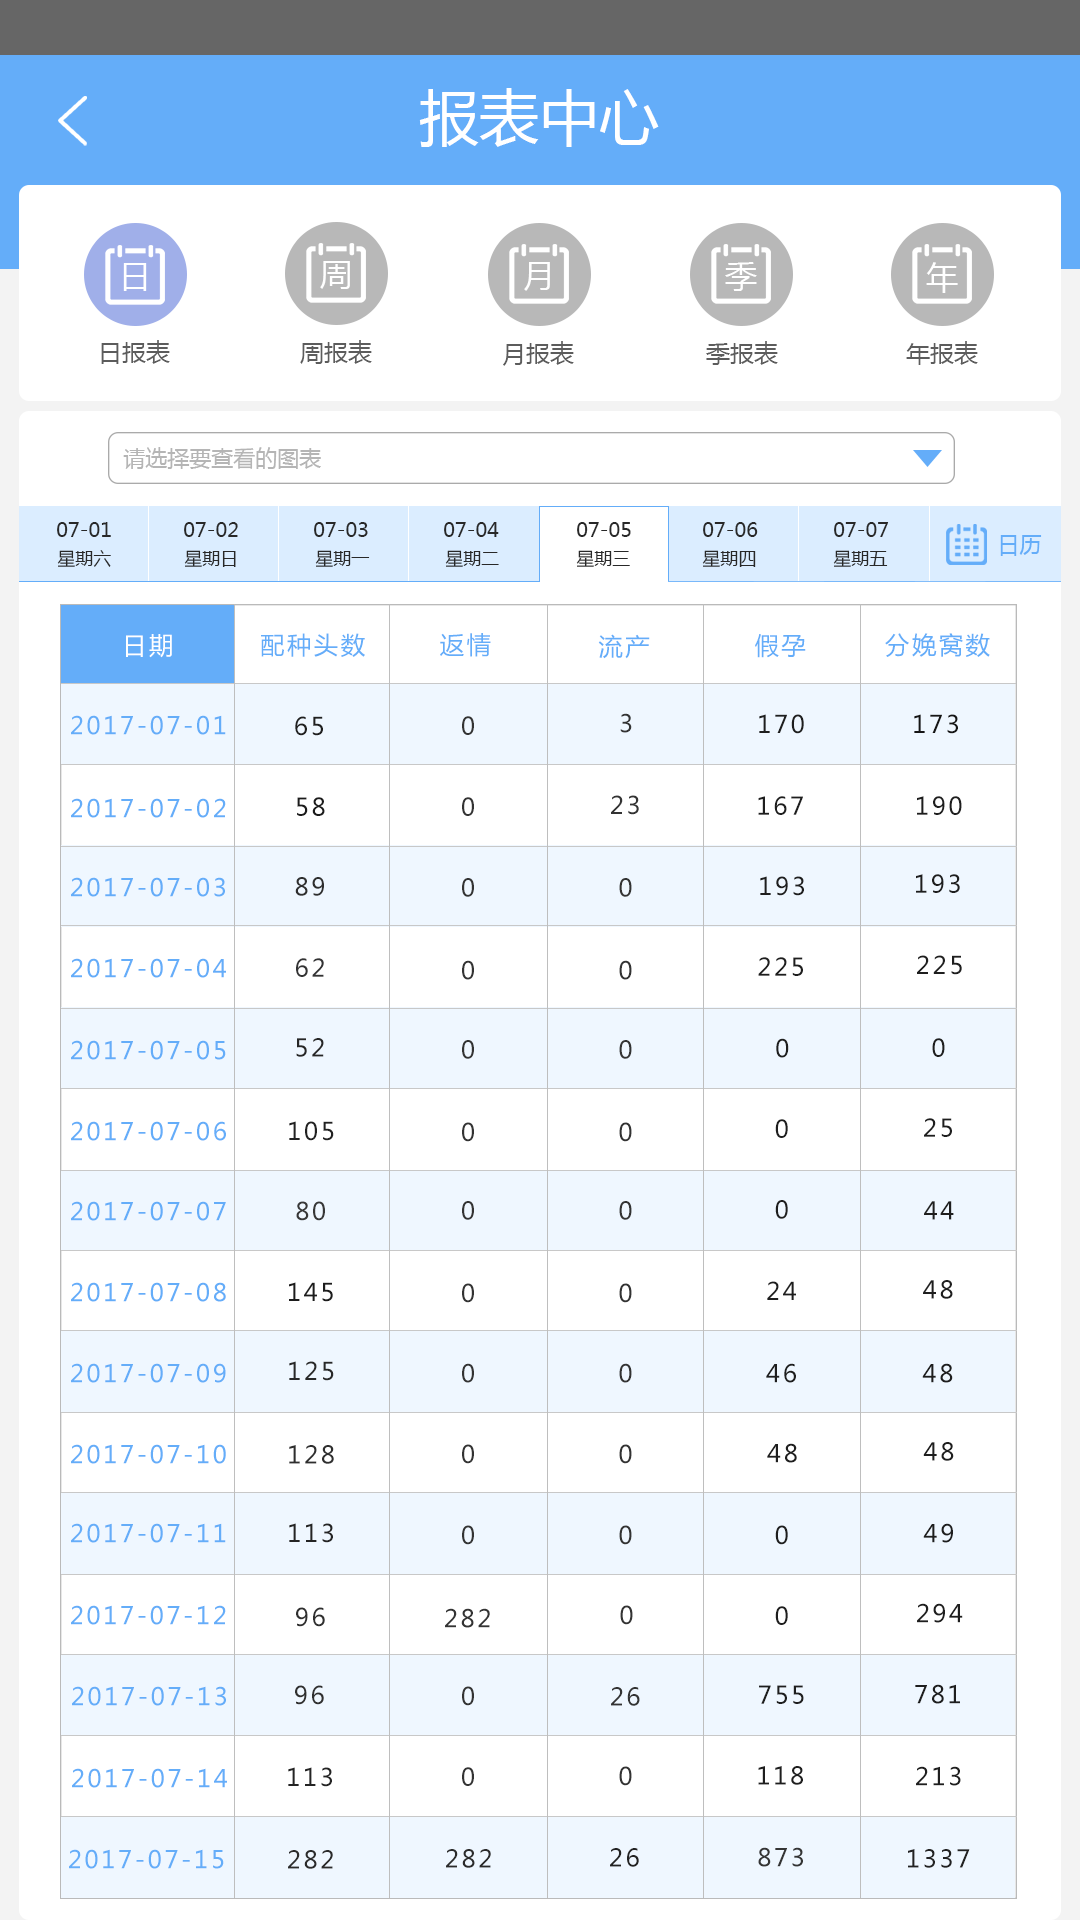 报表中心
日 周 月 季 年
日报表 周报表 月报表 季报表 年报表
请选择要查看的图表
07-01 07-02 07-03 07-04 07-05 07-06 07-07
星期六 星期日 星期一 星期二 星期三 星期四 星期五 日历
日期 配种头数 返情 流产 假孕 分娩窝数
2017-07-01 65 0 3 170 173
2017-07-02 58 0 23 167 190
2017-07-03 89 0 0 193 193
2017-07-04 62 0 0 225 225
2017-07-05 52 0 0 0 0
2017-07-06 105 0 0 0 25
2017-07-07 80 0 0 0 44
2017-07-08 145 0 0 24 48
2017-07-09 125 0 0 46 48
2017-07-10 128 0 0 48 48
2017-07-11 113 0 0 0 49
2017-07-12 96 282 0 0 294
2017-07-13 96 0 26 755 781
2017-07-14 113 0 0 118 213
2017-07-15 282 282 26 873 1337